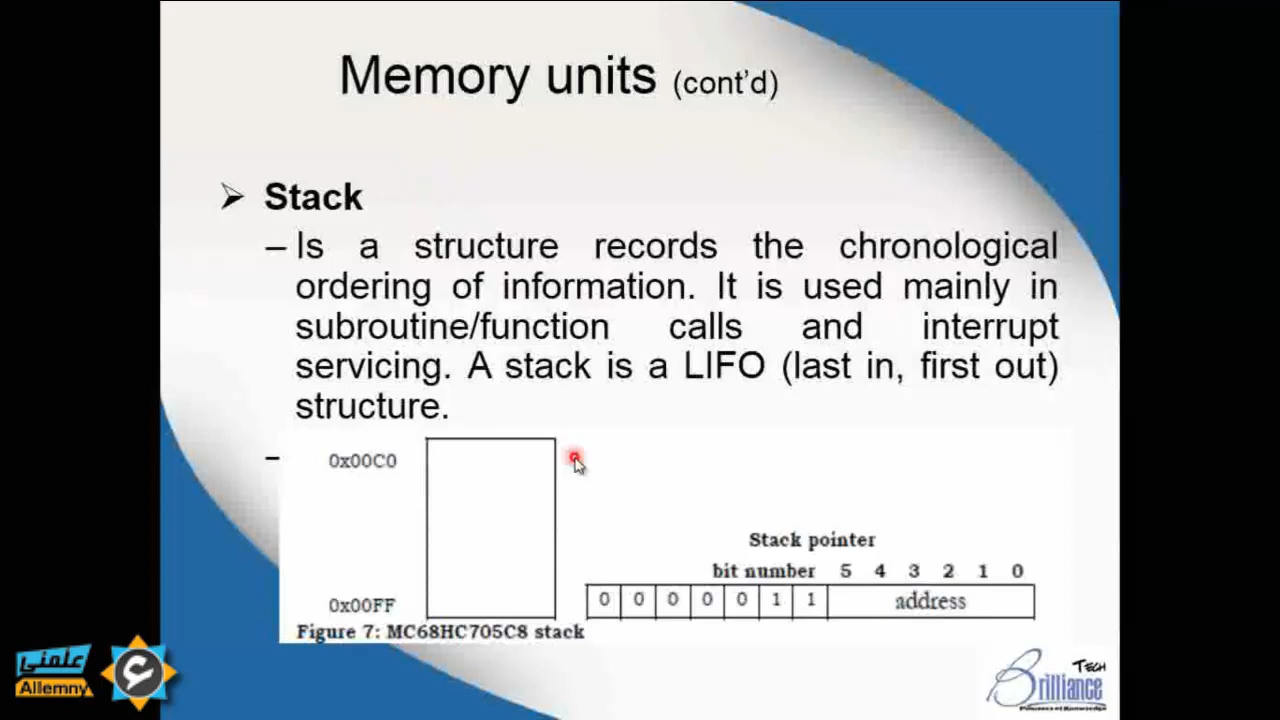 Memory units (cont'd)
➢ Stack
– Is a structure records the chronological
ordering of information. It is used mainly in
subroutine/function calls and interrupt
servicing. A stack is a LIFO (last in, first out)
structure.
–
0x00C0
Stack pointer
bit number 5 4 3 2 1 0
0 0 0 0 0 1 1 address
0x00FF
Figure 7: MC68HC705C8 stack
علمني
Allemny
ع
Tech
Brilliance